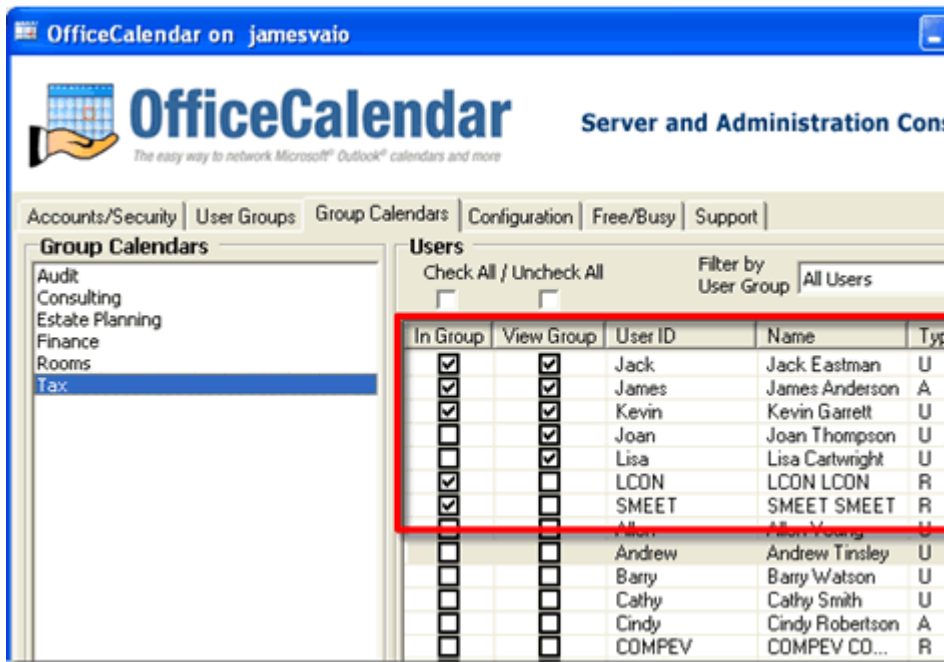 OfficeCalendar on jamesvaio
OfficeCalendar
The easy way to network Microsoft® Outlook® calendars and more
Server and Administration Cons
Accounts/Security User Groups Group Calendars Configuration Free/Busy Support
Group Calendars
Audit
Consulting
Estate Planning
Finance
Rooms
Tax
Users
Check All / Uncheck All
Filter by
User Group All Users
In Group View Group User ID Name Typ
Jack Jack Eastman U
James James Anderson A
Kevin Kevin Garrett U
Joan Joan Thompson U
Lisa Lisa Cartwright U
LCON LCON LCON R
SMEET SMEET SMEET R
Allen Allen Young U
Andrew Andrew Tinsley U
Barry Barry Watson U
Cathy Cathy Smith U
Cindy Cindy Robertson A
COMPEV COMPEV CO... R